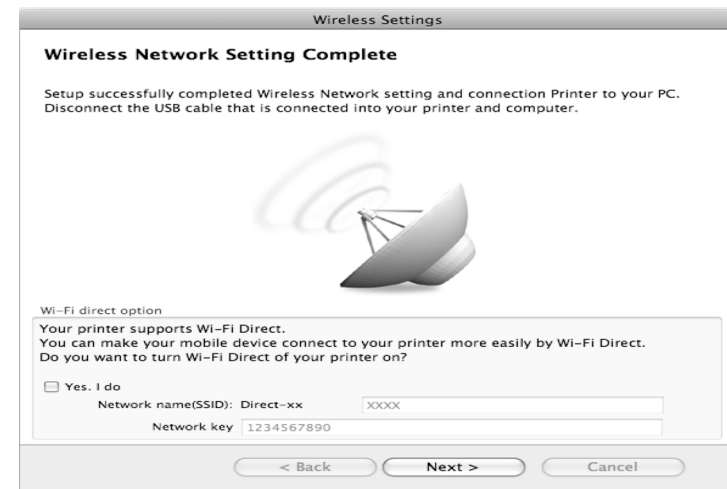 Wireless Settings
Wireless Network Setting Complete
Setup successfully completed Wireless Network setting and connection Printer to your PC.
Disconnect the USB cable that is connected into your printer and computer.
Wi-Fi direct option
Your printer supports Wi-Fi Direct.
You can make your mobile device connect to your printer more easily by Wi-Fi Direct.
Do you want to turn Wi-Fi Direct of your printer on?
Yes. I do
Network name(SSID): Direct-xx XXXX
Network key 1234567890
< Back Next > Cancel